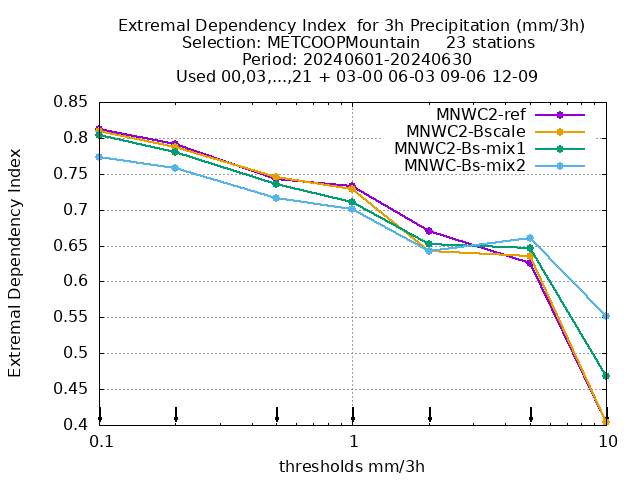 Extremal Dependency Index  for 3h Precipitation (mm/3h)
Selection: METCOOPMountain     23 stations
Period: 20240601-20240630
Used 00,03,...,21 + 03-00 06-03 09-06 12-09
MNWC2-ref
MNWC2-Bscale
MNWC2-Bs-mix1
MNWC-Bs-mix2
Extremal Dependency Index
0.85
0.8
0.75
0.7
0.65
0.6
0.55
0.5
0.45
0.4
0.1 1 10
thresholds mm/3h